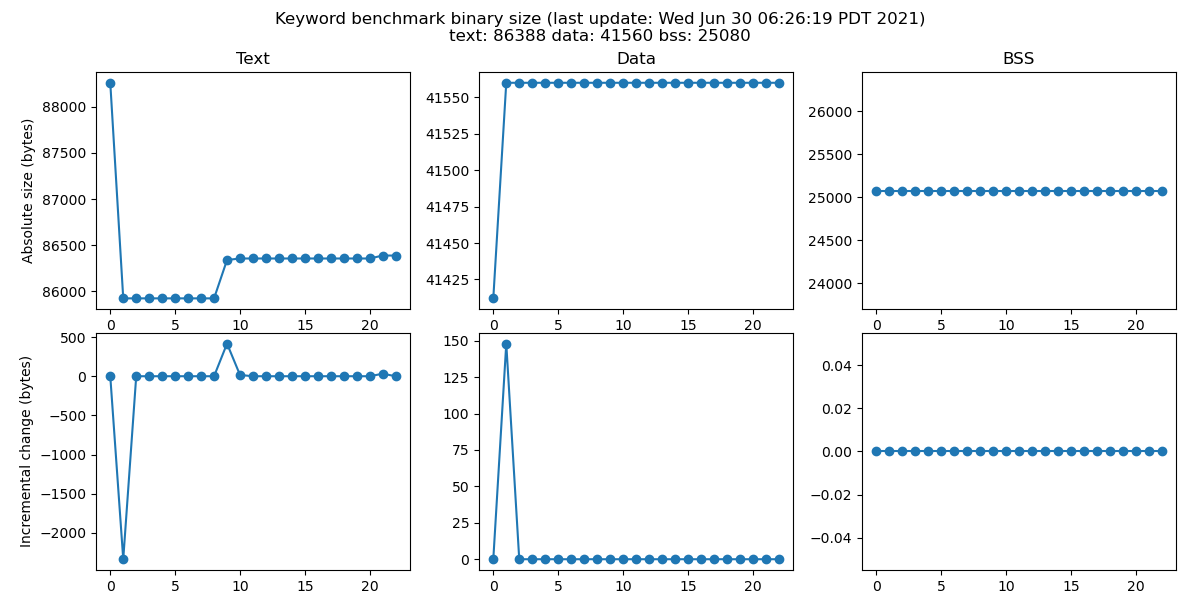 Keyword benchmark binary size (last update: Wed Jun 30 06:26:19 PDT 2021)
text: 86388 data: 41560 bss: 25080
Text
Data
BSS
Absolute size (bytes)
88000
87500
87000
86500
86000
0 5 10 15 20
41550
41525
41500
41475
41450
41425
0 5 10 15 20
26000
25500
25000
24500
24000
0 5 10 15 20
Incremental change (bytes)
500
0
−500
−1000
−1500
−2000
0 5 10 15 20
150
125
100
75
50
25
0
0 5 10 15 20
0.04
0.02
0.00
−0.02
−0.04
0 5 10 15 20